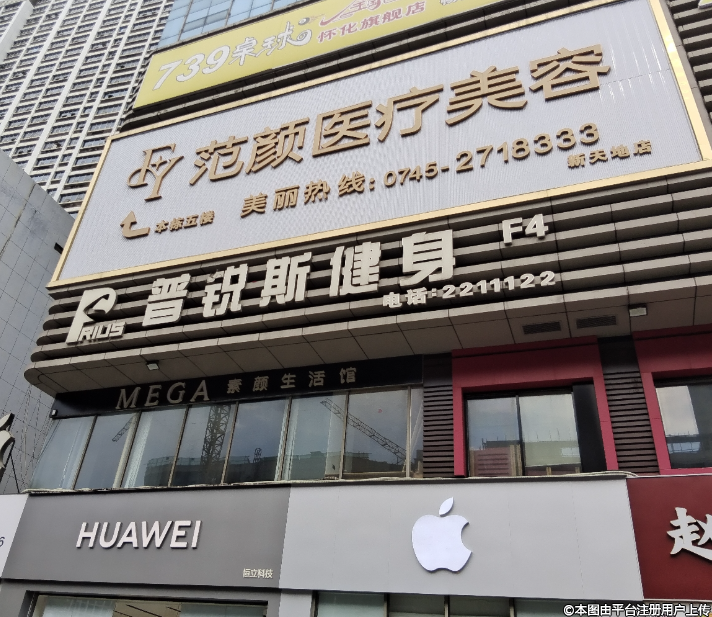 739桌球
怀化旗舰店
FY 范颜医疗美容
美丽热线:0745-2718333
本栋五楼
新天地店
PRIOS 普锐斯健身 F4
电话:2211122
MEGA 素颜生活馆
HUAWEI
恒立科技
赵
©本图由平台注册用户上传